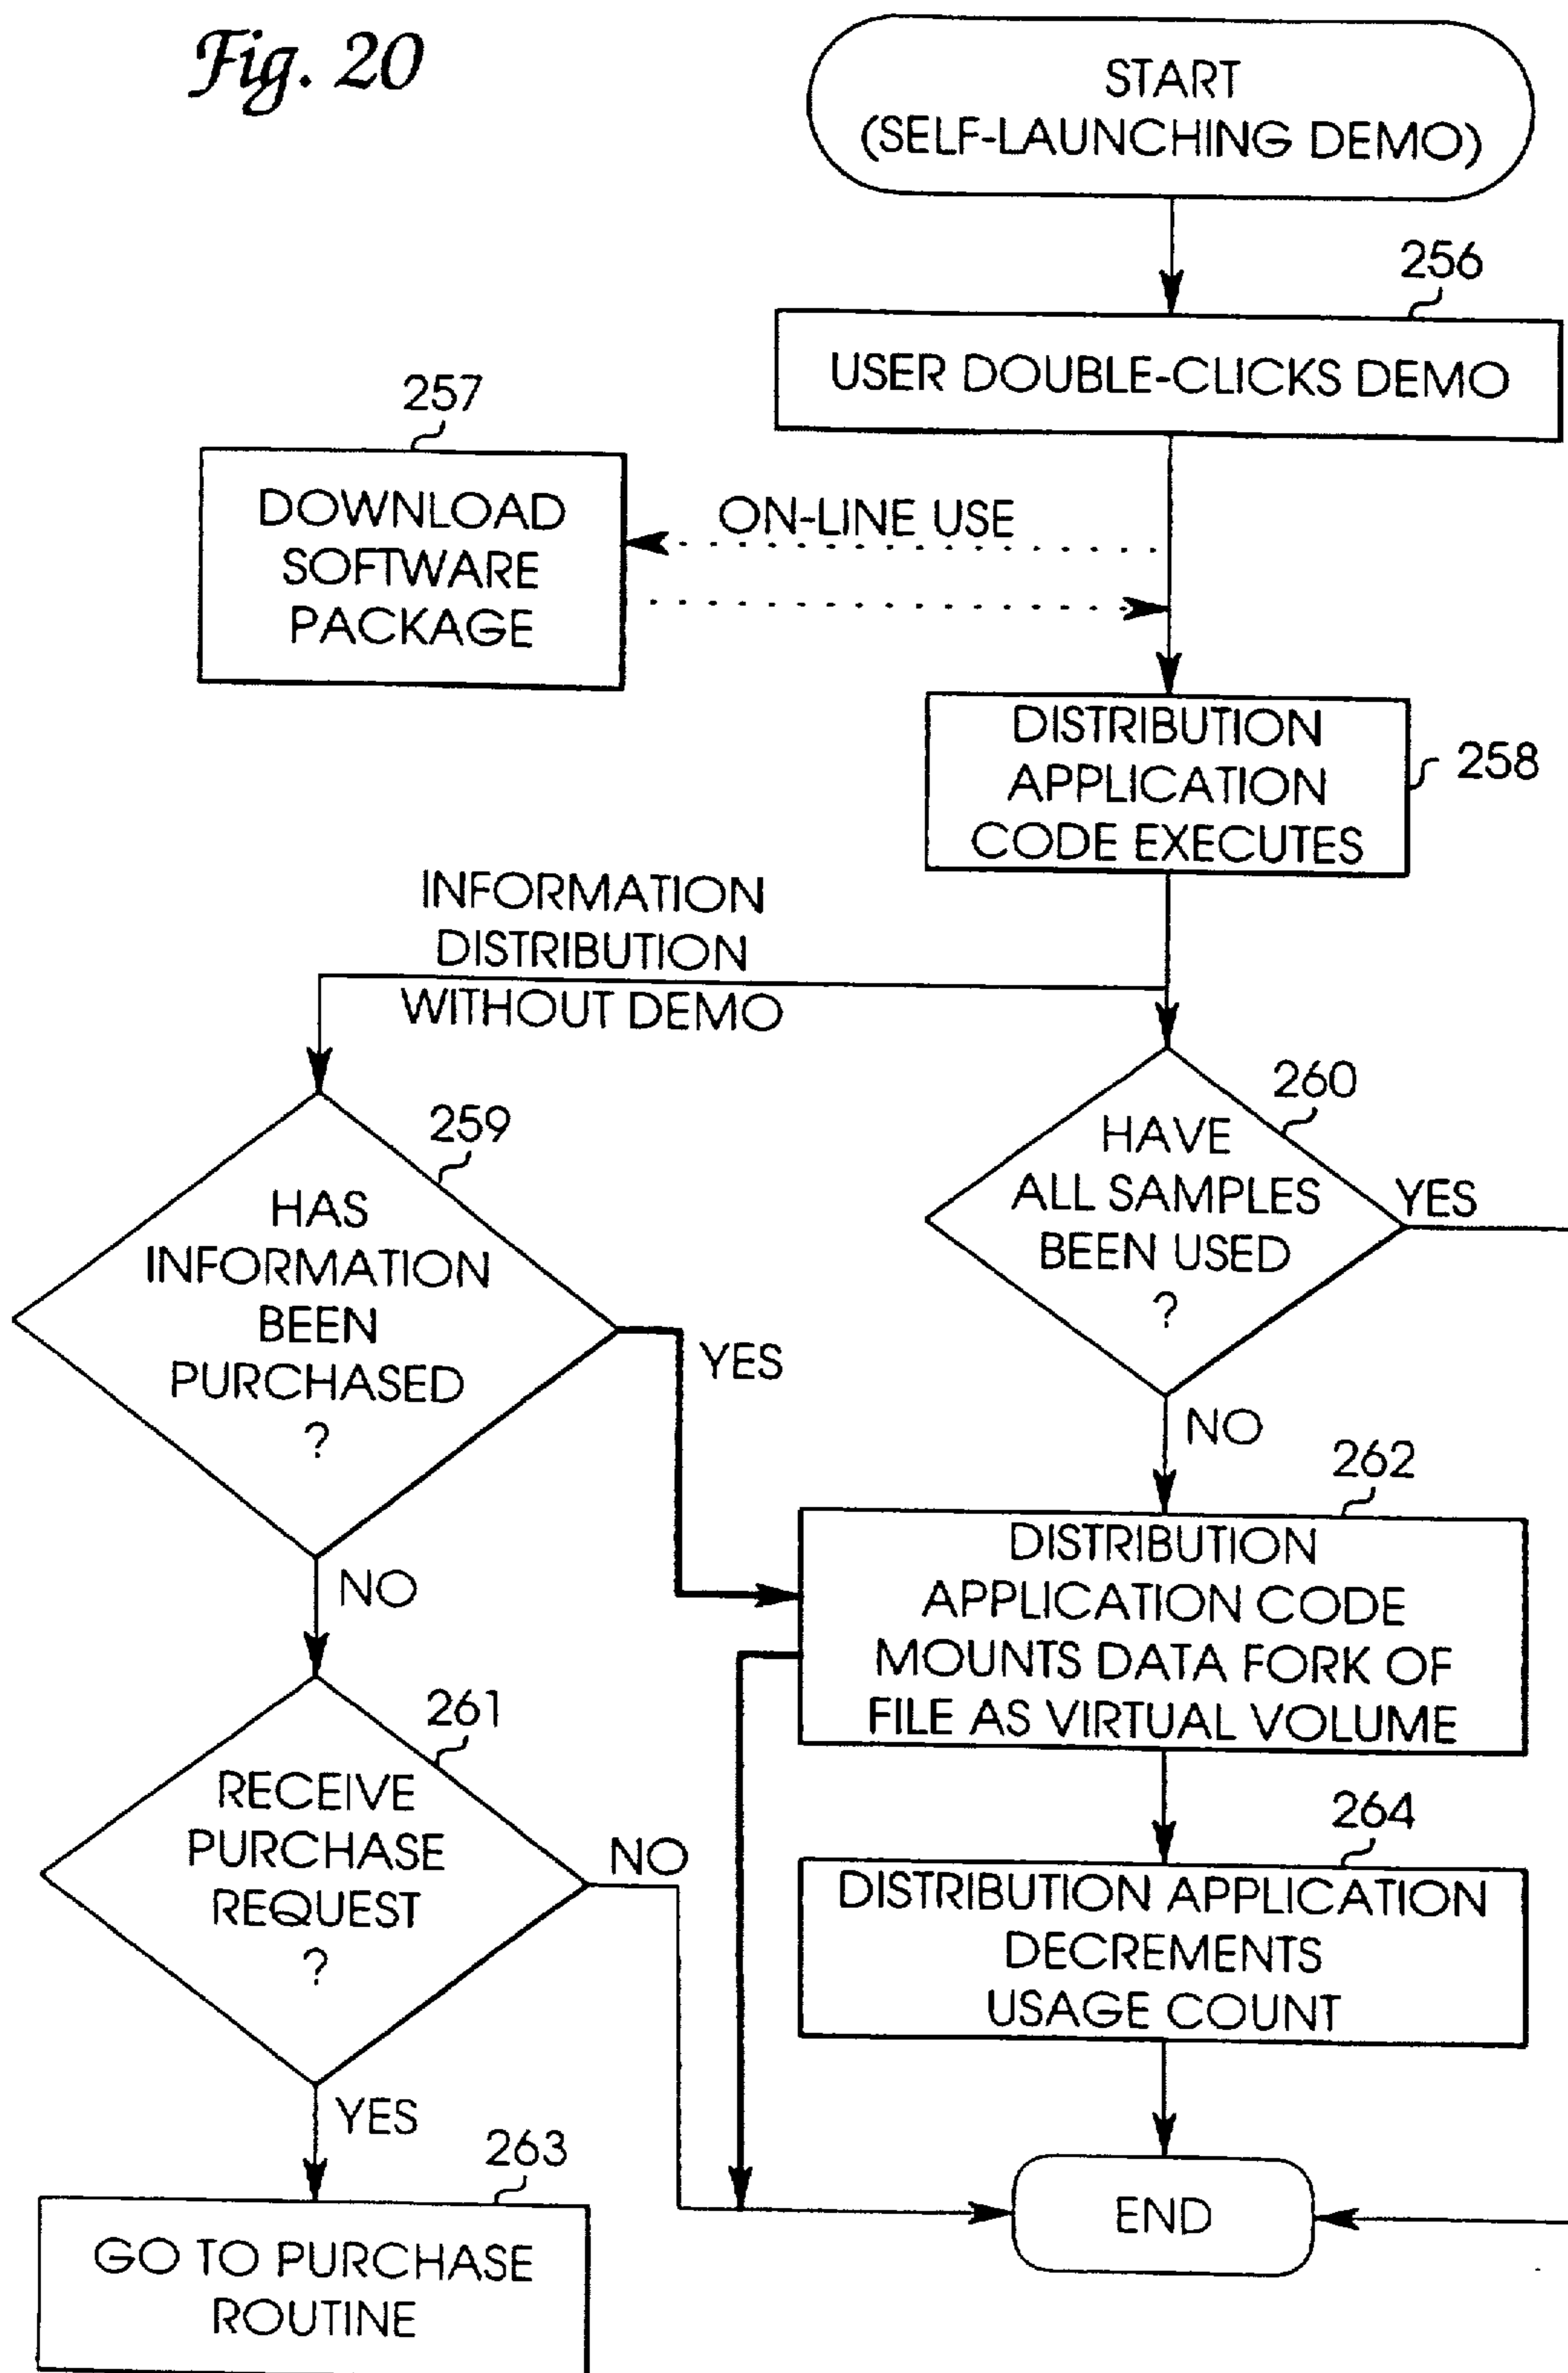 Fig. 20
START
(SELF-LAUNCHING DEMO)
256
USER DOUBLE-CLICKS DEMO
257
DOWNLOAD
SOFTWARE
PACKAGE
ON-LINE USE
DISTRIBUTION
APPLICATION
CODE EXECUTES
258
INFORMATION
DISTRIBUTION
WITHOUT DEMO
259
HAS
INFORMATION
BEEN
PURCHASED
?
YES
NO
260
HAVE
ALL SAMPLES
BEEN USED
?
YES
NO
262
DISTRIBUTION
APPLICATION CODE
MOUNTS DATA FORK OF
FILE AS VIRTUAL VOLUME
261
RECEIVE
PURCHASE
REQUEST
?
NO
YES
264
DISTRIBUTION APPLICATION
DECREMENTS
USAGE COUNT
263
GO TO PURCHASE
ROUTINE
END